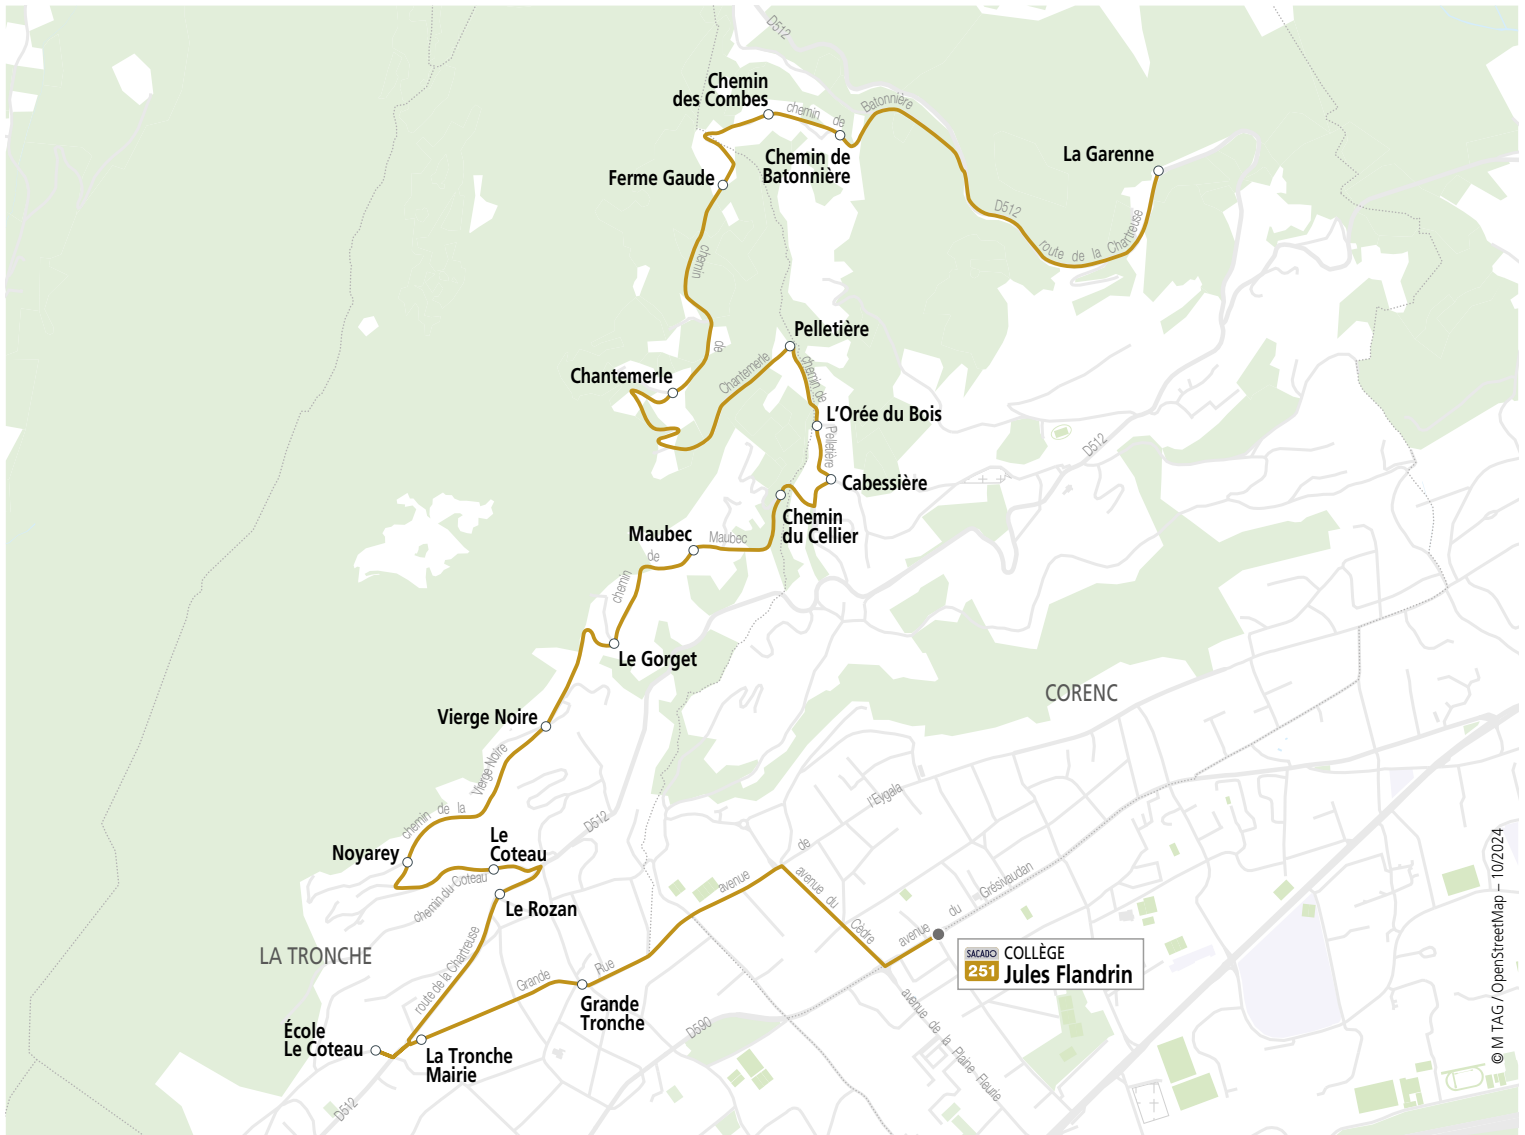 D512
Chemin
des Combes
chemin de Batonnière
Chemin de
Batonnière
La Garenne
Ferme Gaude
D512
route de la Chartreuse
chemin de Chantemerle
Pelletière
Chantemerle
chemin de Pelletière
L'Orée du Bois
D512
Cabessière
Chemin
du Cellier
Maubec
chemin de Maubec
Le Gorget
CORENC
Vierge Noire
chemin de la Vierge Noire
l'Eygala
D512
Le
Coteau
Noyarey
chemin du Coteau
avenue de
avenue du Cèdre
avenue du Grésivaudan
Le Rozan
LA TRONCHE
route de la Chartreuse
SACADO
251
COLLÈGE
Jules Flandrin
Grande Rue
Grande
Tronche
avenue de la Plaine Fleurie
D590
École
Le Coteau
La Tronche
Mairie
D512
© M TAG / OpenStreetMap – 10/2024